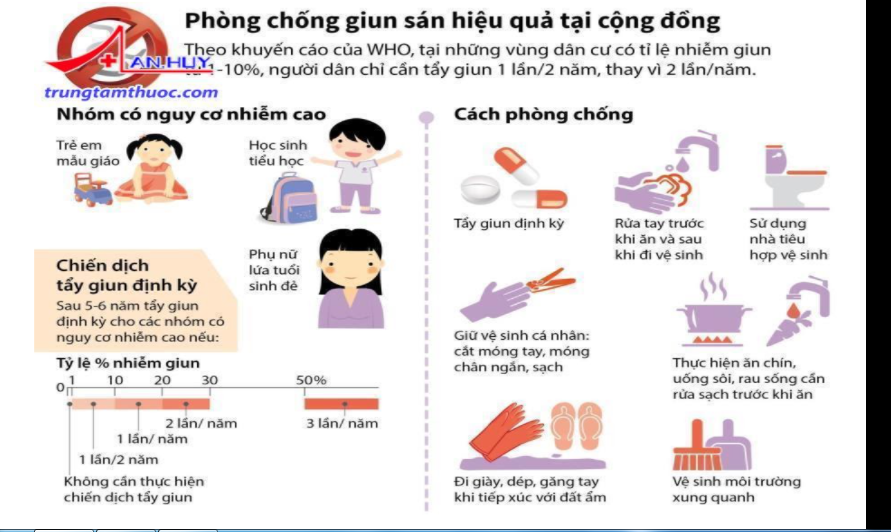 Phòng chống giun sán hiệu quả tại cộng đồng
Theo khuyến cáo của WHO, tại những vùng dân cư có tỉ lệ nhiễm giun
1-10%, người dân chỉ cần tẩy giun 1 lần/2 năm, thay vì 2 lần/năm.
AN.HUY
trungtamthuoc.com
Nhóm có nguy cơ nhiễm cao
Trẻ em
mẫu giáo
Học sinh
tiểu học
Phụ nữ
lứa tuổi
sinh đẻ
Chiến dịch
tẩy giun định kỳ
Sau 5-6 năm tẩy giun
định kỳ cho các nhóm có
nguy cơ nhiễm cao nếu:
Tỷ lệ % nhiễm giun
0 1 10 20 30 50%
2 lần/ năm
3 lần/ năm
1 lần/ năm
1 lần/2 năm
Không cần thực hiện
chiến dịch tẩy giun
Cách phòng chống
Tẩy giun định kỳ
Rửa tay trước
khi ăn và sau
khi đi vệ sinh
Sử dụng
nhà tiêu
hợp vệ sinh
Giữ vệ sinh cá nhân:
cắt móng tay, móng
chân ngắn, sạch
Thực hiện ăn chín,
uống sôi, rau sống cần
rửa sạch trước khi ăn
Đi giày, dép, găng tay
khi tiếp xúc với đất ẩm
Vệ sinh môi trường
xung quanh